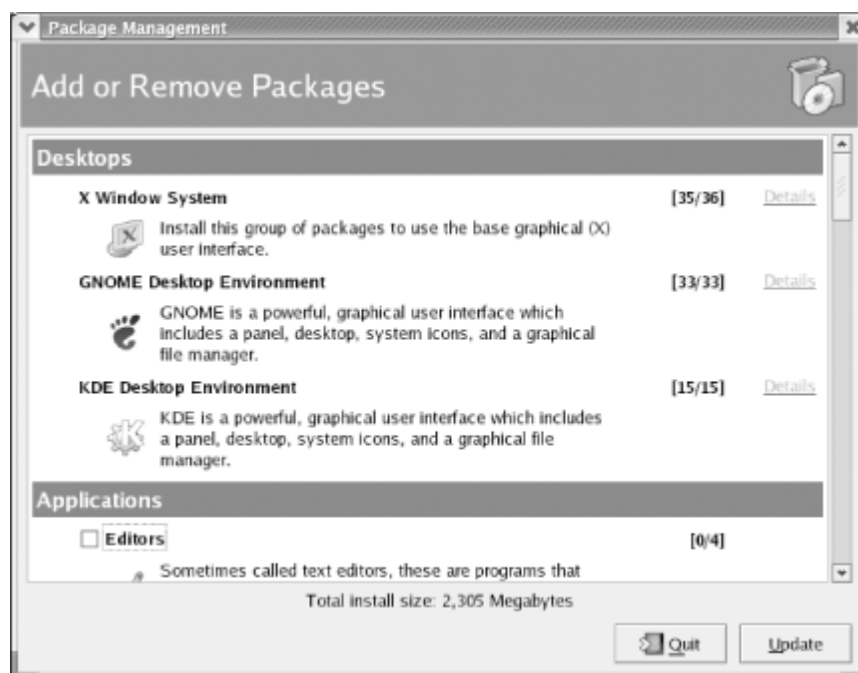 Package Management
Add or Remove Packages
Desktops
X Window System [35/36] Details
Install this group of packages to use the base graphical (X)
user interface.
GNOME Desktop Environment [33/33] Details
GNOME is a powerful, graphical user interface which
includes a panel, desktop, system icons, and a graphical
file manager.
KDE Desktop Environment [15/15] Details
KDE is a powerful, graphical user interface which includes
a panel, desktop, system icons, and a graphical file
manager.
Applications
Editors [0/4]
Sometimes called text editors, these are programs that
Total install size: 2,305 Megabytes
Quit Update